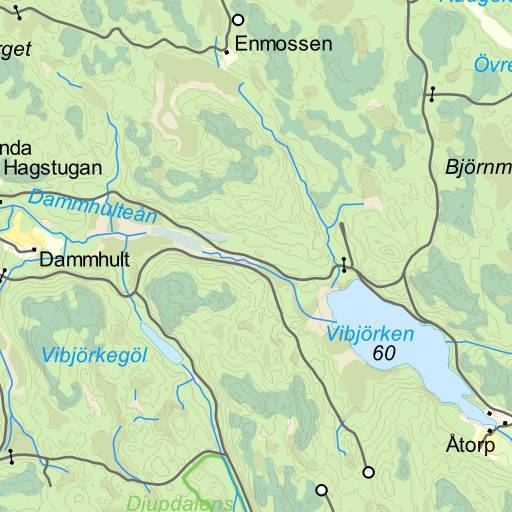 Enmossen
rget
Övre
nda
Hagstugan
Björnm
Dammhulteån
Dammhult
Vibjörken
60
Vibjörkegöl
Åtorp
Djupdalens